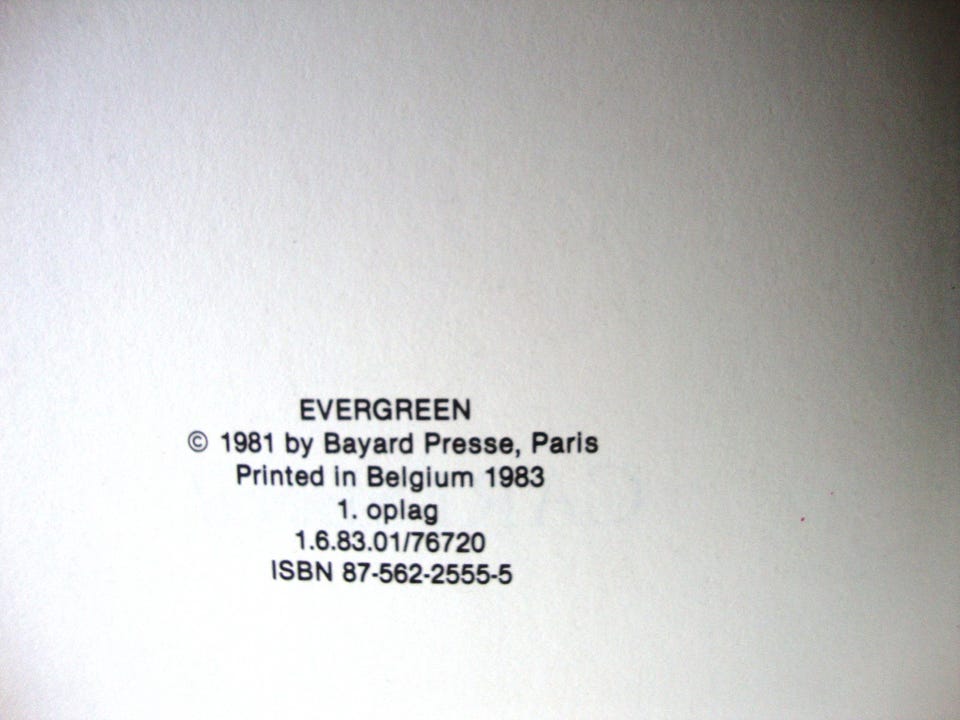 EVERGREEN
© 1981 by Bayard Presse, Paris
Printed in Belgium 1983
1. oplag
1.6.83.01/76720
ISBN 87-562-2555-5